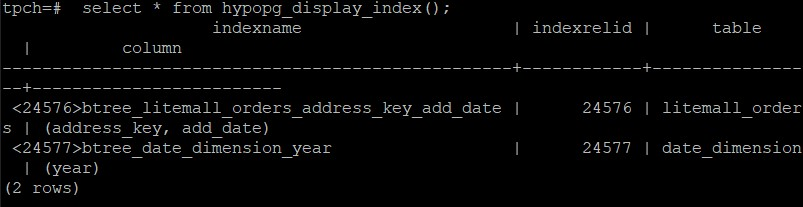 tpch=#  select * from hypopg_display_index();
                   indexname                      | indexrelid |      table
  |         column
--------------------------------------------------+------------+---------------
--+-------------------------
 <24576>btree_litemall_orders_address_key_add_date |      24576 | litemall_order
s | (address_key, add_date)
 <24577>btree_date_dimension_year                  |      24577 | date_dimension
  | (year)
(2 rows)